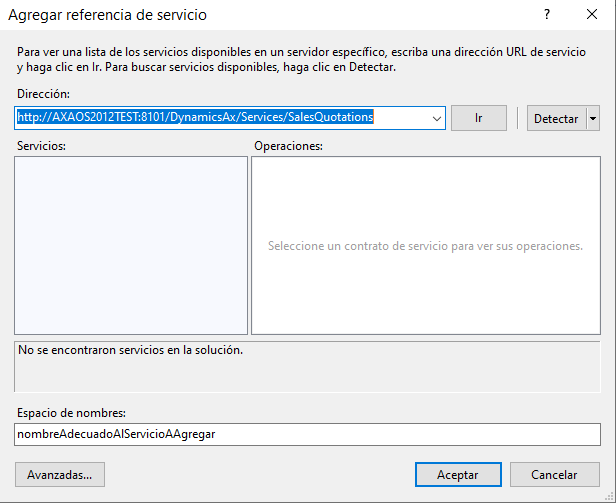 Agregar referencia de servicio
Para ver una lista de los servicios disponibles en un servidor específico, escriba una dirección URL de servicio
y haga clic en Ir. Para buscar servicios disponibles, haga clic en Detectar.
Dirección:
http://AXAOS2012TEST:8101/DynamicsAx/Services/SalesQuotations
Ir
Detectar
Servicios:
Operaciones:
Seleccione un contrato de servicio para ver sus operaciones.
No se encontraron servicios en la solución.
Espacio de nombres:
nombreAdecuadoAlServicioAAgregar
Avanzadas...
Aceptar
Cancelar